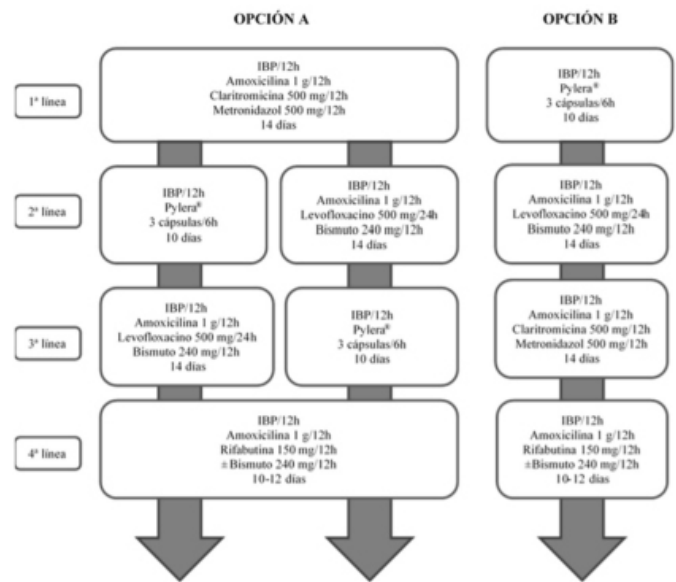 OPCIÓN A
OPCIÓN B
1ª línea
IBP/12h
Amoxicilina 1 g/12h
Claritromicina 500 mg/12h
Metronidazol 500 mg/12h
14 días
IBP/12h
Pylera®
3 cápsulas/6h
10 días
2ª línea
IBP/12h
Pylera®
3 cápsulas/6h
10 días
IBP/12h
Amoxicilina 1 g/12h
Levofloxacino 500 mg/24h
Bismuto 240 mg/12h
14 días
IBP/12h
Amoxicilina 1 g/12h
Levofloxacino 500 mg/24h
Bismuto 240 mg/12h
14 días
3ª línea
IBP/12h
Amoxicilina 1 g/12h
Levofloxacino 500 mg/24h
Bismuto 240 mg/12h
14 días
IBP/12h
Pylera®
3 cápsulas/6h
10 días
IBP/12h
Amoxicilina 1 g/12h
Claritromicina 500 mg/12h
Metronidazol 500 mg/12h
14 días
4ª línea
IBP/12h
Amoxicilina 1 g/12h
Rifabutina 150 mg/12h
±Bismuto 240 mg/12h
10-12 días
IBP/12h
Amoxicilina 1 g/12h
Rifabutina 150 mg/12h
±Bismuto 240 mg/12h
10-12 días